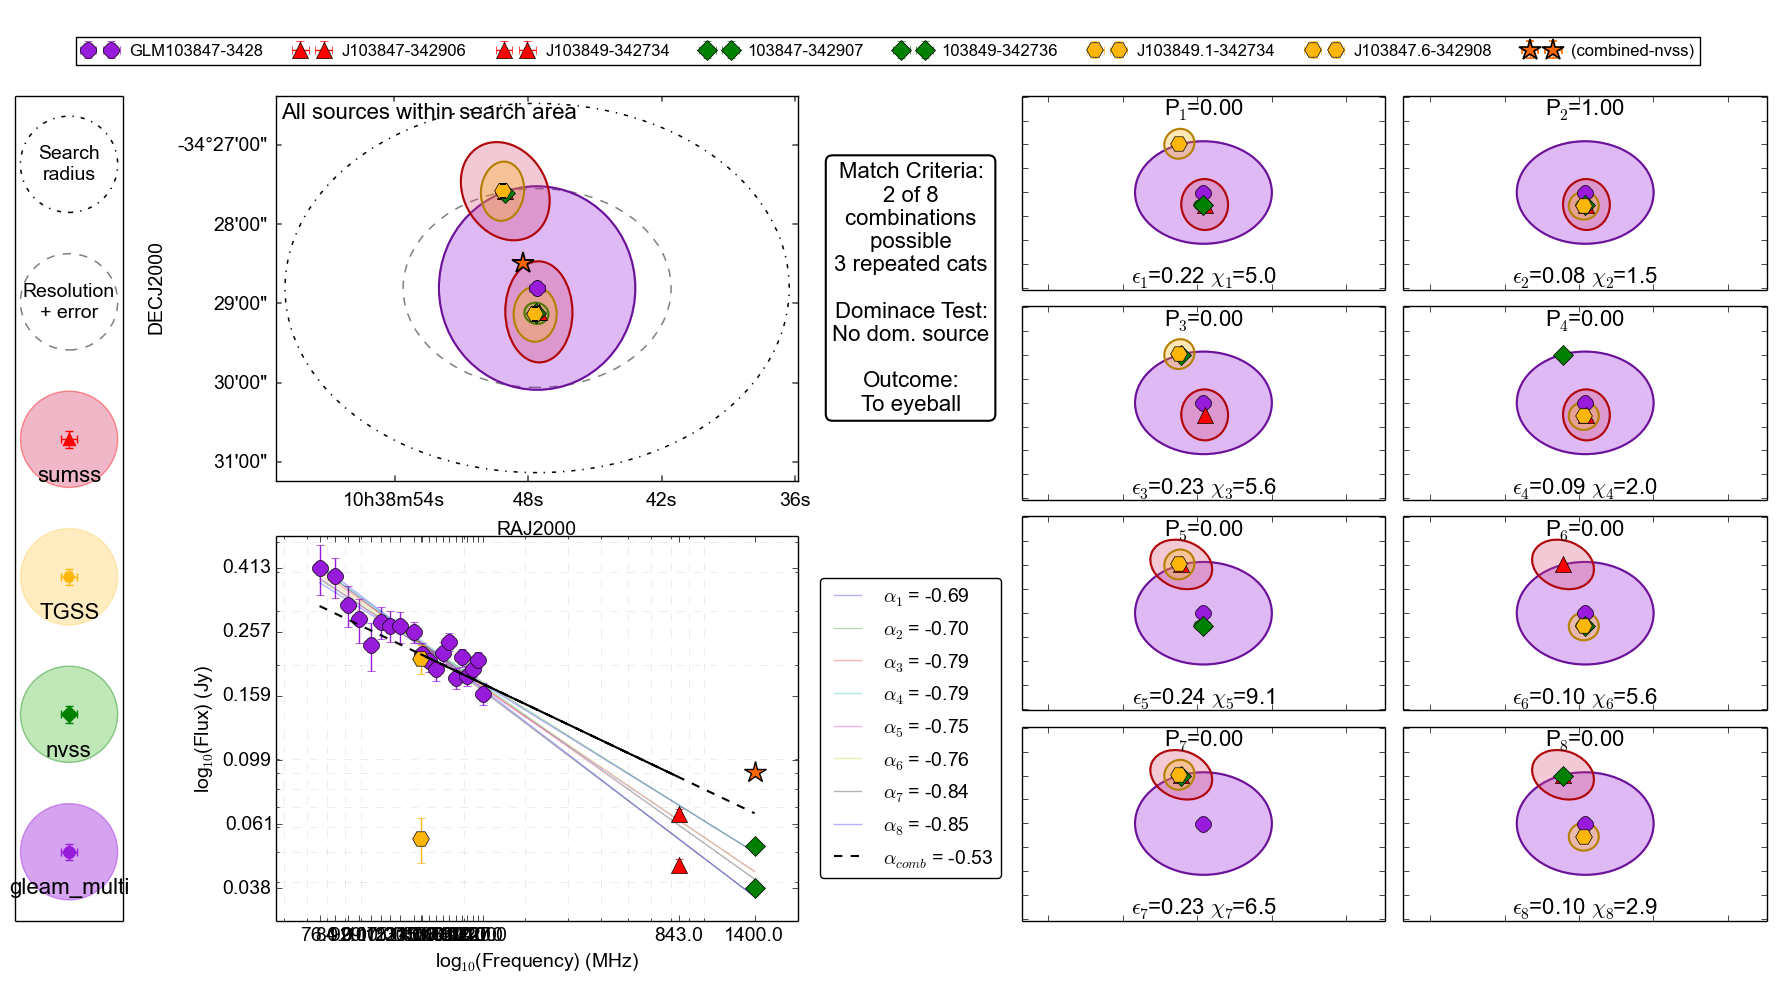 GLM103847-3428 J103847-342906 J103849-342734 103847-342907 103849-342736 J103849.1-342734 J103847.6-342908 (combined-nvss)
Search
radius
Resolution
+ error
sumss
TGSS
nvss
gleam_multi
All sources within search area
DECJ2000
-34°27'00"
28'00"
29'00"
30'00"
31'00"
10h38m54s 48s 42s 36s
RAJ2000
Match Criteria:
2 of 8
combinations
possible
3 repeated cats
Dominace Test:
No dom. source
Outcome:
To eyeball
log10(Flux) (Jy)
0.413
0.257
0.159
0.099
0.061
0.038
843.0 1400.0
log10(Frequency) (MHz)
α1 = -0.69
α2 = -0.70
α3 = -0.79
α4 = -0.79
α5 = -0.75
α6 = -0.76
α7 = -0.84
α8 = -0.85
αcomb = -0.53
P1=0.00
ϵ1=0.22 χ1=5.0
P2=1.00
ϵ2=0.08 χ2=1.5
P3=0.00
ϵ3=0.23 χ3=5.6
P4=0.00
ϵ4=0.09 χ4=2.0
P5=0.00
ϵ5=0.24 χ5=9.1
P6=0.00
ϵ6=0.10 χ6=5.6
P7=0.00
ϵ7=0.23 χ7=6.5
P8=0.00
ϵ8=0.10 χ8=2.9